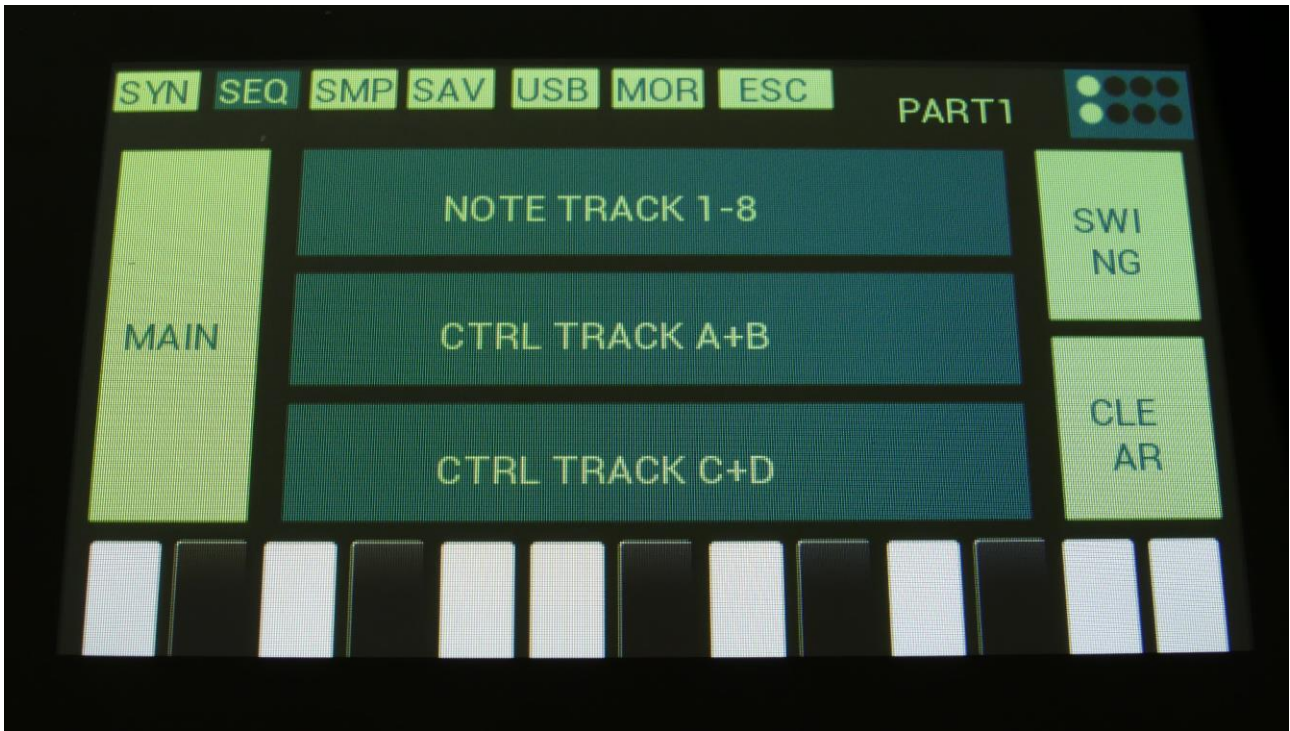 SYN SEQ SMP SAV USB MOR ESC PART1
NOTE TRACK 1-8
SWI
NG
MAIN
CTRL TRACK A+B
CTRL TRACK C+D
CLE
AR